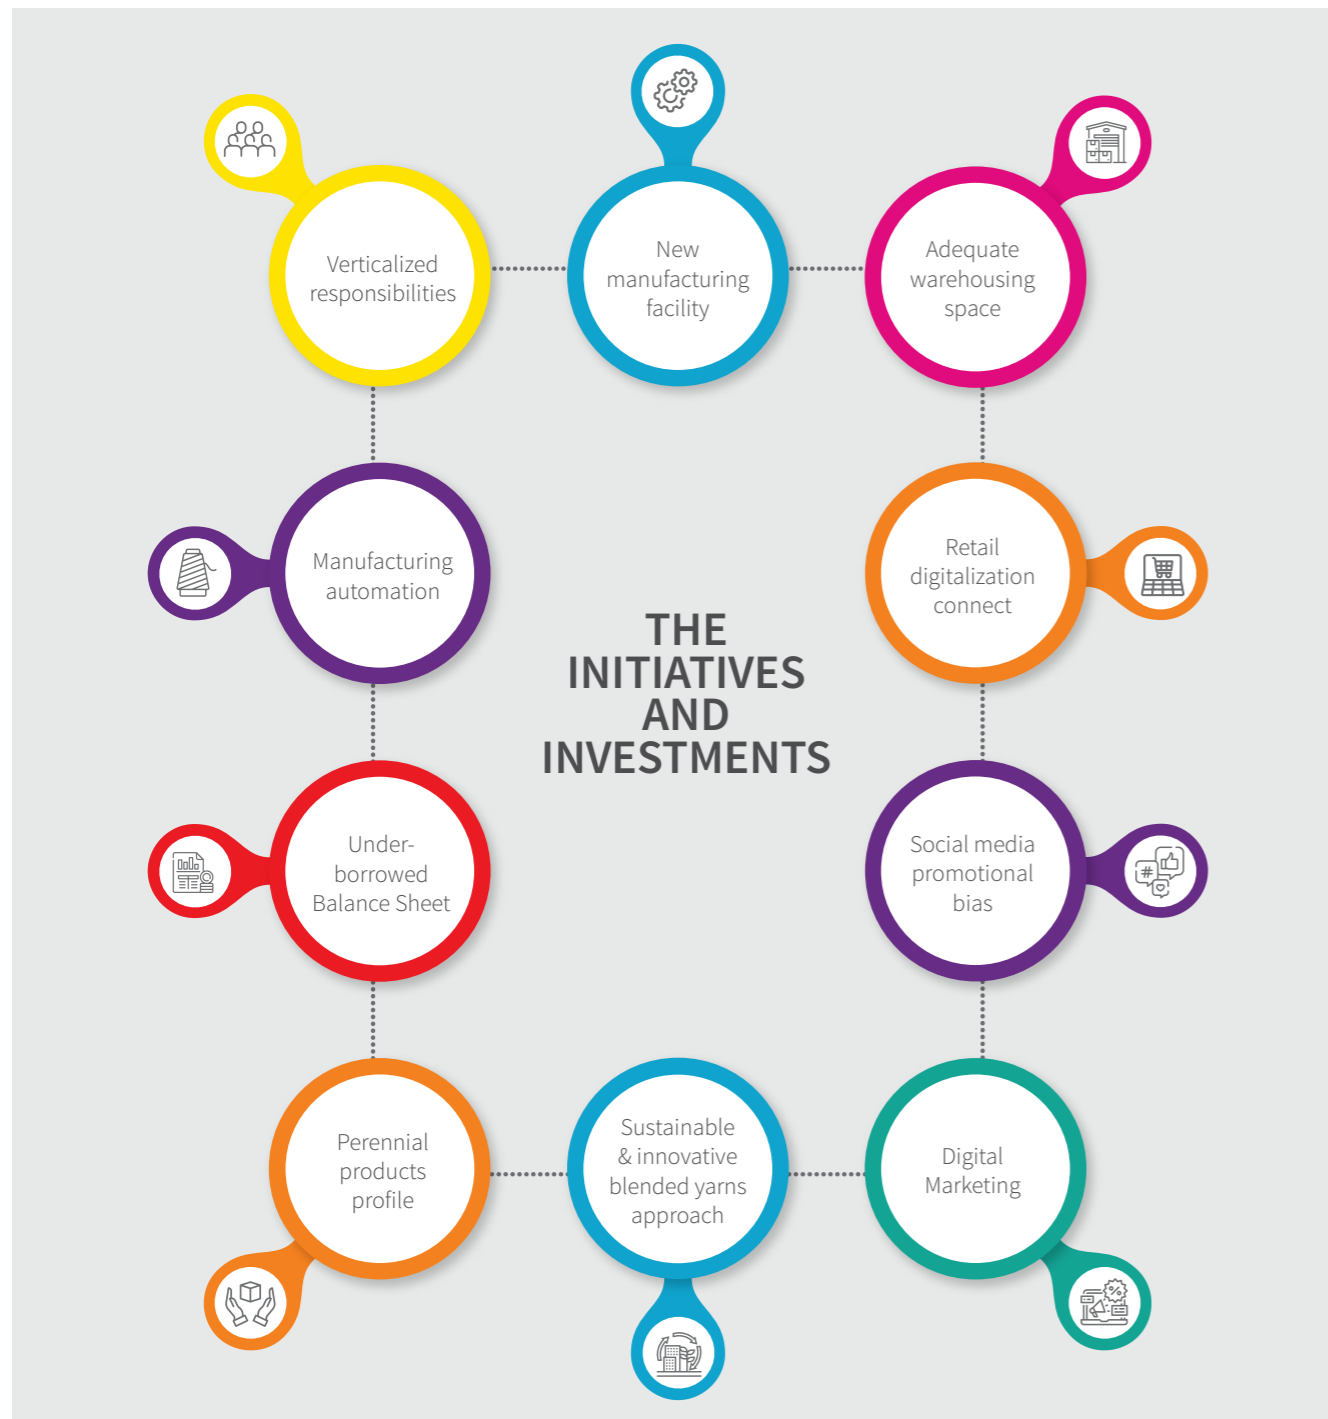 Verticalized
responsibilities
New
manufacturing
facility
Adequate
warehousing
space
Manufacturing
automation
Retail
digitalization
connect
THE
INITIATIVES
AND
INVESTMENTS
Under-
borrowed
Balance Sheet
Social media
promotional
bias
#
Perennial
products
profile
Sustainable
& innovative
blended yarns
approach
Digital
Marketing
%